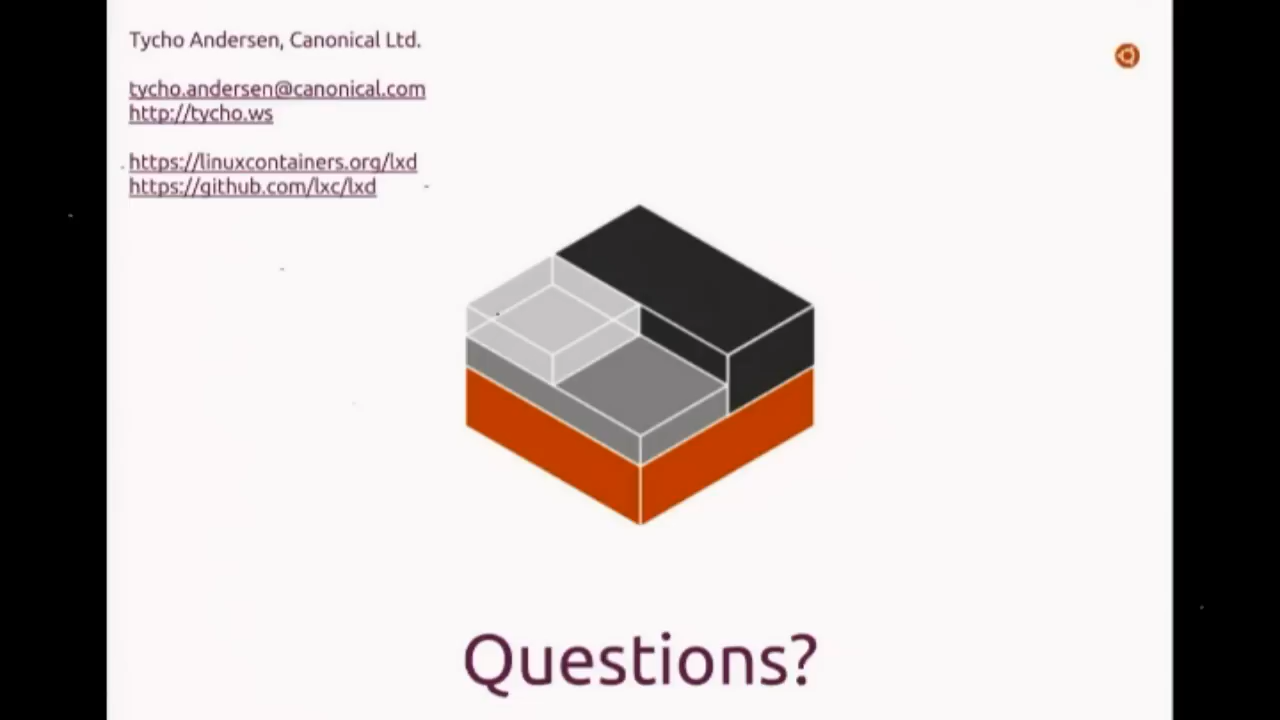 Tycho Andersen, Canonical Ltd.
tycho.andersen@canonical.com
http://tycho.ws
https://linuxcontainers.org/lxd
https://github.com/lxc/lxd
Questions?